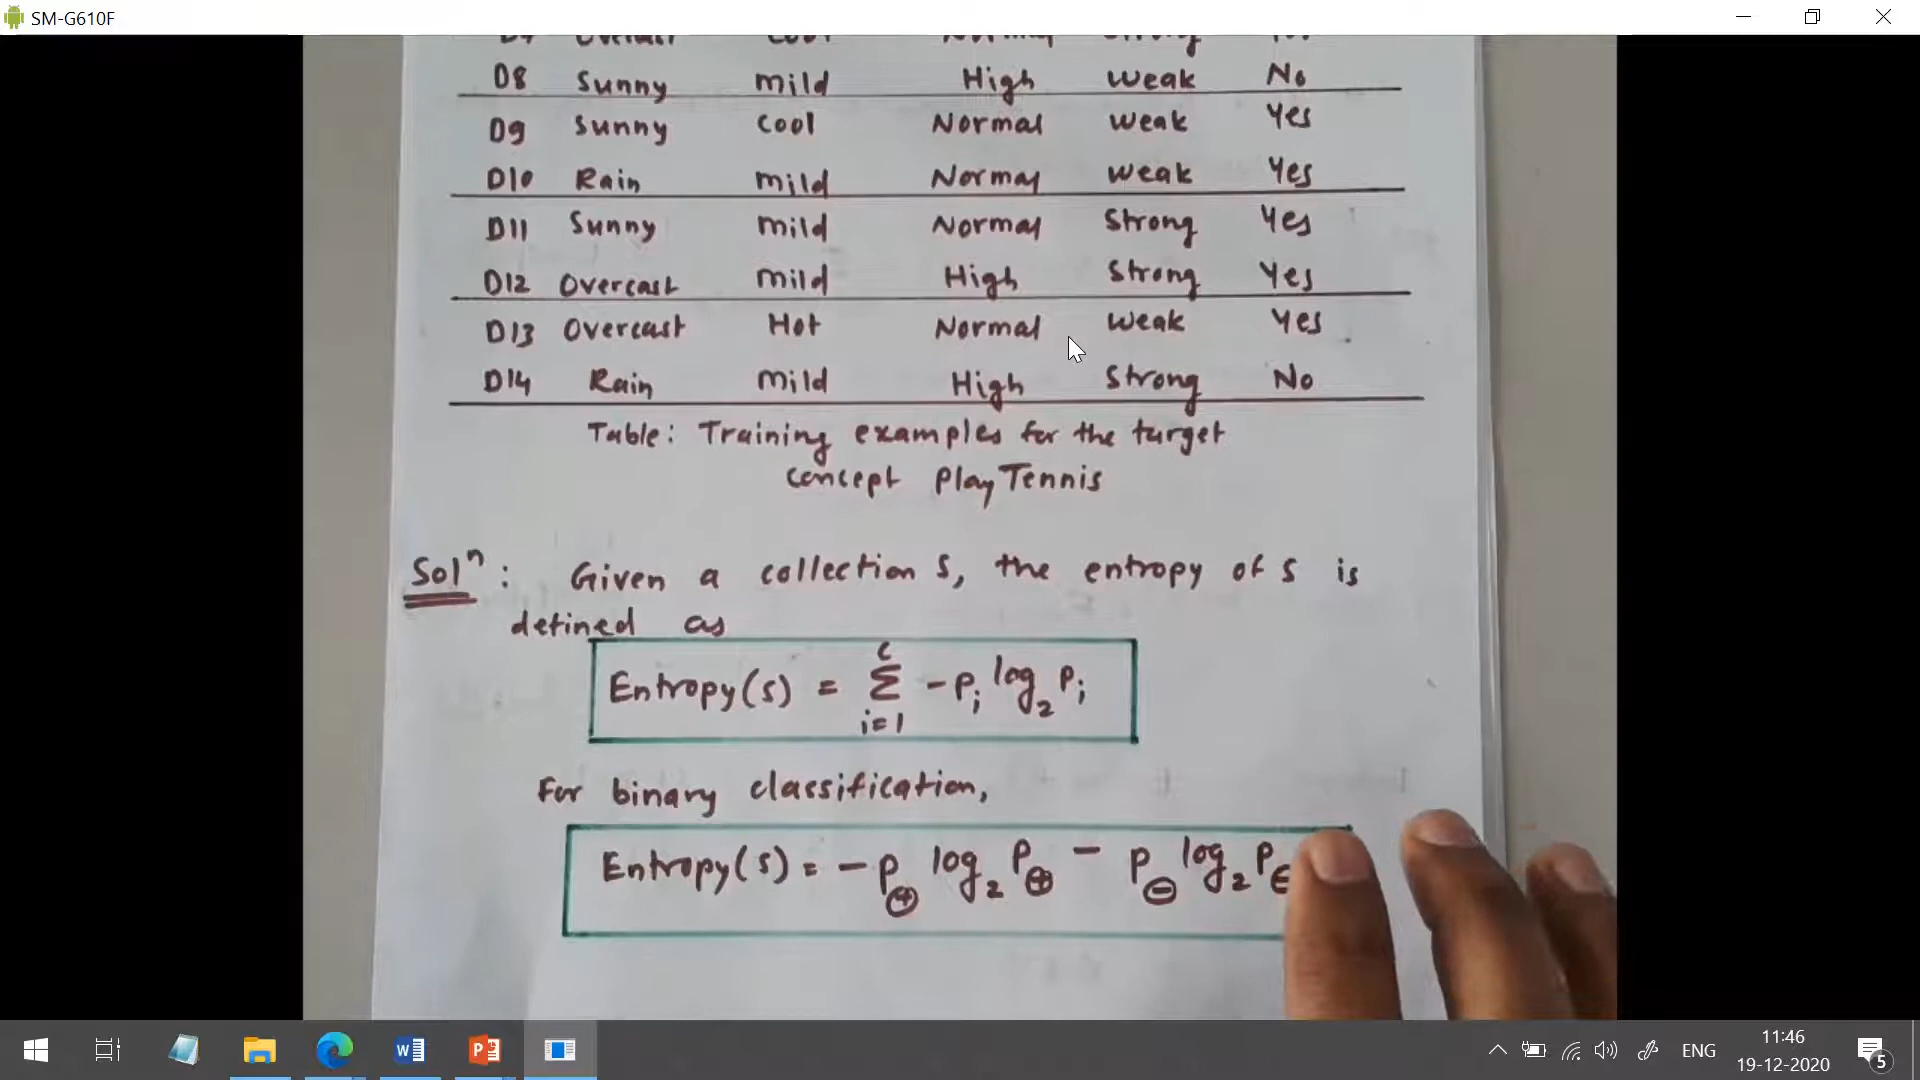 SM-G610F
D8 Sunny Mild High Weak No
D9 Sunny Cool Normal Weak Yes
D10 Rain Mild Normal Weak Yes
D11 Sunny Mild Normal Strong Yes
D12 Overcast Mild High Strong Yes
D13 Overcast Hot Normal Weak Yes
D14 Rain Mild High Strong No
Table: Training examples for the target
concept PlayTennis
Solⁿ: Given a collection S, the entropy of S is
defined as
Entropy(S) = Σ_{i=1}^{c} -p_i log₂ p_i
For binary classification,
Entropy(S) = -p⊕ log₂ p⊕ - p⊖ log₂ p⊖
ENG
11:46
19-12-2020
5